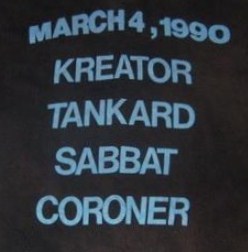 MARCH 4, 1990
KREATOR
TANKARD
SABBAT
CORONER